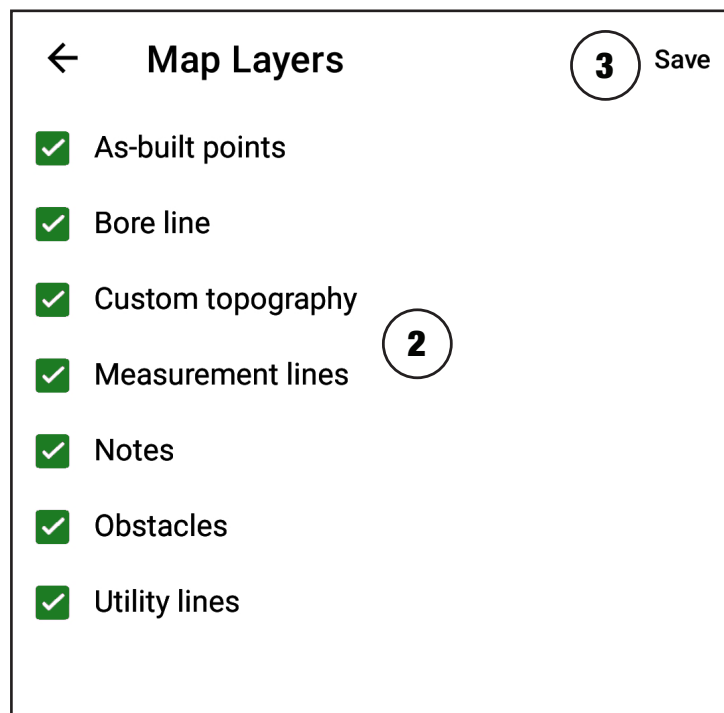 Map Layers
3 Save
As-built points
Bore line
Custom topography
2
Measurement lines
Notes
Obstacles
Utility lines